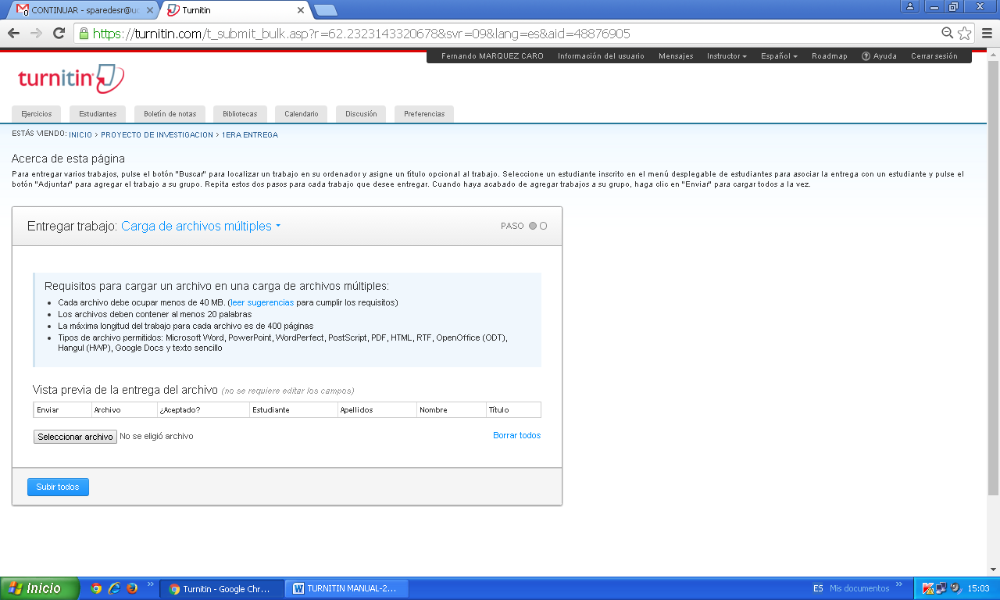 CONTINUAR - sparedesr@uc
Turnitin
https://turnitin.com/t_submit_bulk.asp?r=62.2323143320678&svr=09&lang=es&aid=48876905
Fernando MARQUEZ CARO Información del usuario Mensajes Instructor Español Roadmap Ayuda Cerrar sesión
turnitin
Ejercicios Estudiantes Boletín de notas Bibliotecas Calendario Discusión Preferencias
ESTÁS VIENDO: INICIO > PROYECTO DE INVESTIGACION > 1ERA ENTREGA
Acerca de esta página
Para entregar varios trabajos, pulse el botón "Buscar" para localizar un trabajo en su ordenador y asigne un título opcional al trabajo. Seleccione un estudiante inscrito en el menú desplegable de estudiantes para asociar la entrega con un estudiante y pulse el
botón "Adjuntar" para agregar el trabajo a su grupo. Repita estos dos pasos para cada trabajo que desee entregar. Cuando haya acabado de agregar trabajos a su grupo, haga clic en "Enviar" para cargar todos a la vez.
Entregar trabajo: Carga de archivos múltiples PASO
Requisitos para cargar un archivo en una carga de archivos múltiples:
• Cada archivo debe ocupar menos de 40 MB. (leer sugerencias para cumplir los requisitos)
• Los archivos deben contener al menos 20 palabras
• La máxima longitud del trabajo para cada archivo es de 400 páginas
• Tipos de archivo permitidos: Microsoft Word, PowerPoint, WordPerfect, PostScript, PDF, HTML, RTF, OpenOffice (ODT),
Hangul (HWP), Google Docs y texto sencillo
Vista previa de la entrega del archivo (no se requiere editar los campos)
Enviar Archivo ¿Aceptado? Estudiante Apellidos Nombre Título
Seleccionar archivo No se eligió archivo Borrar todos
Subir todos
Inicio Turnitin - Google Chr... TURNITIN MANUAL-2... ES Mis documentos 15:03